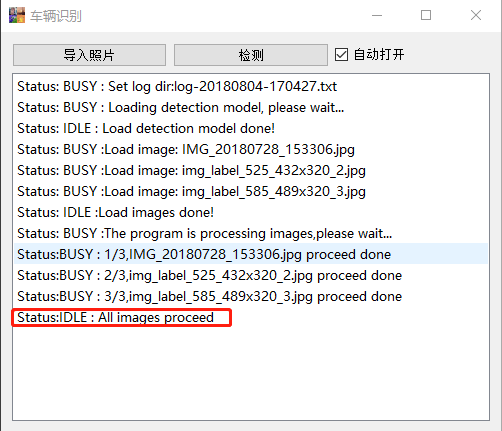 车辆识别
导入照片 检测 自动打开
Status: BUSY : Set log dir:log-20180804-170427.txt
Status: BUSY : Loading detection model, please wait...
Status: IDLE : Load detection model done!
Status: BUSY :Load image: IMG_20180728_153306.jpg
Status: BUSY :Load image: img_label_525_432x320_2.jpg
Status: BUSY :Load image: img_label_585_489x320_3.jpg
Status: IDLE :Load images done!
Status: BUSY :The program is processing images,please wait...
Status:BUSY : 1/3,IMG_20180728_153306.jpg proceed done
Status:BUSY : 2/3,img_label_525_432x320_2.jpg proceed done
Status:BUSY : 3/3,img_label_585_489x320_3.jpg proceed done
Status:IDLE : All images proceed